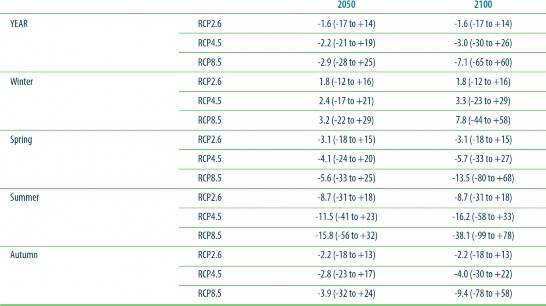 2050 2100
YEAR RCP2.6 -1.6 (-17 to +14) -1.6 (-17 to +14)
RCP4.5 -2.2 (-21 to +19) -3.0 (-30 to +26)
RCP8.5 -2.9 (-28 to +25) -7.1 (-65 to +60)
Winter RCP2.6 1.8 (-12 to +16) 1.8 (-12 to +16)
RCP4.5 2.4 (-17 to +21) 3.3 (-23 to +29)
RCP8.5 3.2 (-22 to +29) 7.8 (-44 to +58)
Spring RCP2.6 -3.1 (-18 to +15) -3.1 (-18 to +15)
RCP4.5 -4.1 (-24 to +20) -5.7 (-33 to +27)
RCP8.5 -5.6 (-33 to +25) -13.5 (-80 to +68)
Summer RCP2.6 -8.7 (-31 to +18) -8.7 (-31 to +18)
RCP4.5 -11.5 (-41 to +23) -16.2 (-58 to +33)
RCP8.5 -15.8 (-56 to +32) -38.1 (-99 to +78)
Autumn RCP2.6 -2.2 (-18 to +13) -2.2 (-18 to +13)
RCP4.5 -2.8 (-23 to +17) -4.0 (-30 to +22)
RCP8.5 -3.9 (-32 to +24) -9.4 (-78 to +58)